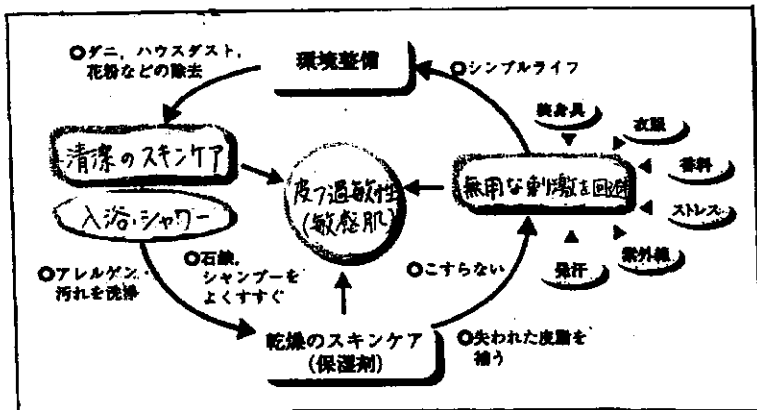 ○ダニ、ハウスダスト、
花粉などの除去
環境整備
○シンプルライフ
装身具
衣服
香料
ストレス
紫外線
発汗
清潔のスキンケア
入浴・シャワー
皮フ過敏性
(敏感肌)
無用な刺激を回避
○アレルゲン、
汚れを洗浄
○石鹸、
シャンプーを
よくすすぐ
○こすらない
乾燥のスキンケア
(保湿剤)
○失われた皮脂を
補う